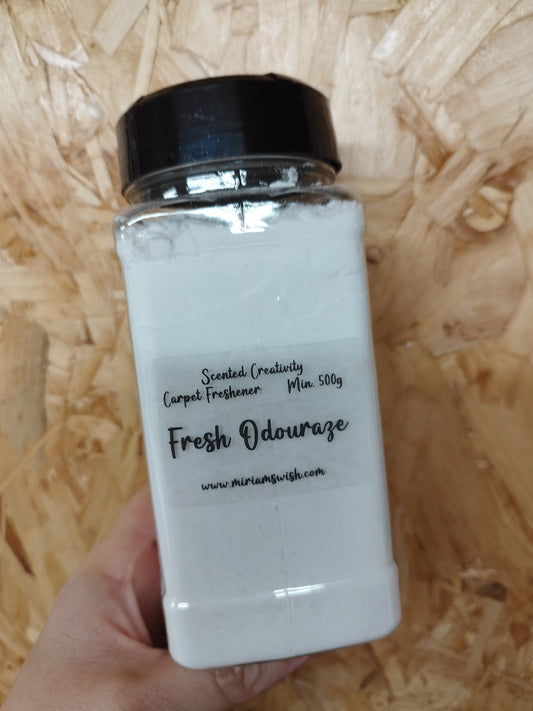 Scented Creativity
Carpet Freshener Min. 500g
Fresh Odouraze
www.miriamswish.com